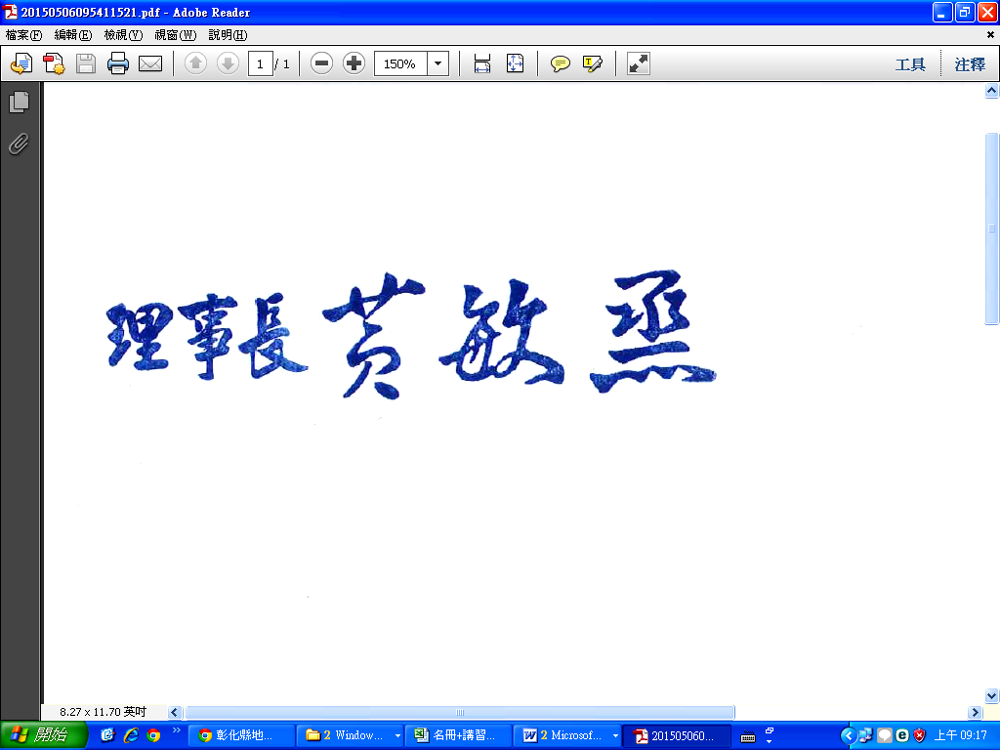 20150506095411521.pdf - Adobe Reader
檔案(F) 編輯(E) 檢視(V) 視窗(W) 說明(H)
1 / 1 150% 工具 注釋
理事長 黃敏烝
8.27 x 11.70 英吋
開始 彰化縣地... 2 Window... 名冊+講習... 2 Microsof... 201505060... 上午 09:17